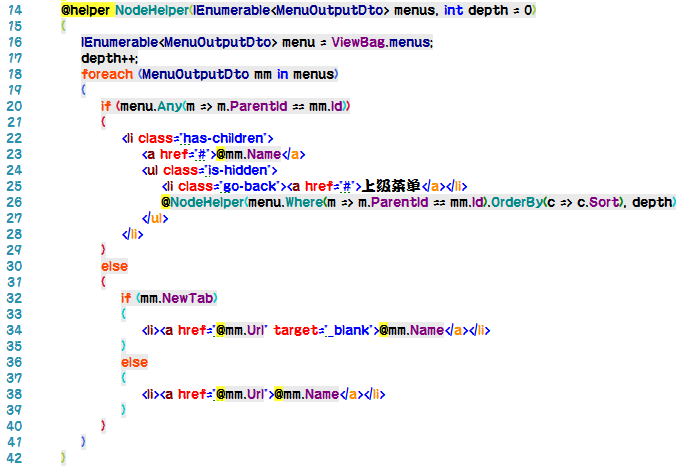 14 @helper NodeHelper(IEnumerable<MenuOutputDto> menus, int depth = 0)
15 {
16 IEnumerable<MenuOutputDto> menu = ViewBag.menus;
17 depth++;
18 foreach (MenuOutputDto mm in menus)
19 {
20 if (menu.Any(m => m.ParentId == mm.Id))
21 {
22 <li class="has-children">
23 <a href="#">@mm.Name</a>
24 <ul class="is-hidden">
25 <li class="go-back"><a href="#">上级菜单</a></li>
26 @NodeHelper(menu.Where(m => m.ParentId == mm.Id).OrderBy(c => c.Sort), depth)
27 </ul>
28 </li>
29 }
30 else
31 {
32 if (mm.NewTab)
33 {
34 <li><a href="@mm.Url" target="_blank">@mm.Name</a></li>
35 }
36 else
37 {
38 <li><a href="@mm.Url">@mm.Name</a></li>
39 }
40 }
41 }
42 }